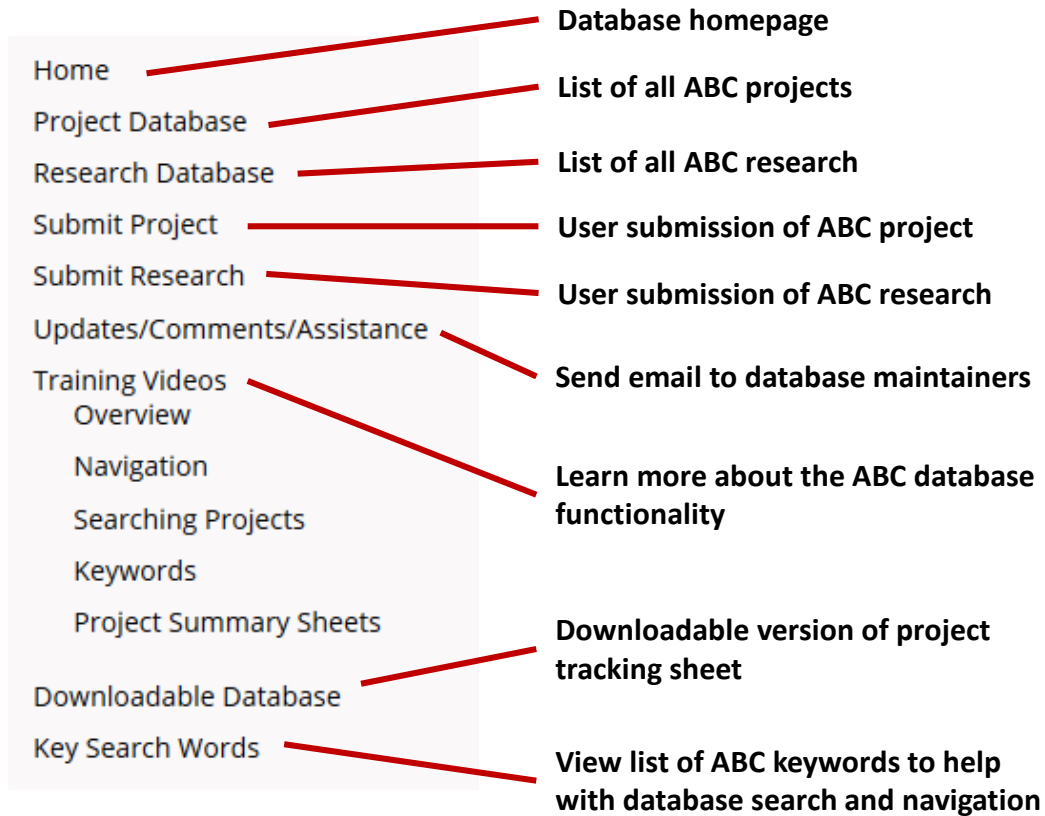 Database homepage
Home
List of all ABC projects
Project Database
List of all ABC research
Research Database
Submit Project
User submission of ABC project
Submit Research
User submission of ABC research
Updates/Comments/Assistance
Send email to database maintainers
Training Videos
Overview
Navigation
Learn more about the ABC database
functionality
Searching Projects
Keywords
Project Summary Sheets
Downloadable version of project
tracking sheet
Downloadable Database
Key Search Words
View list of ABC keywords to help
with database search and navigation